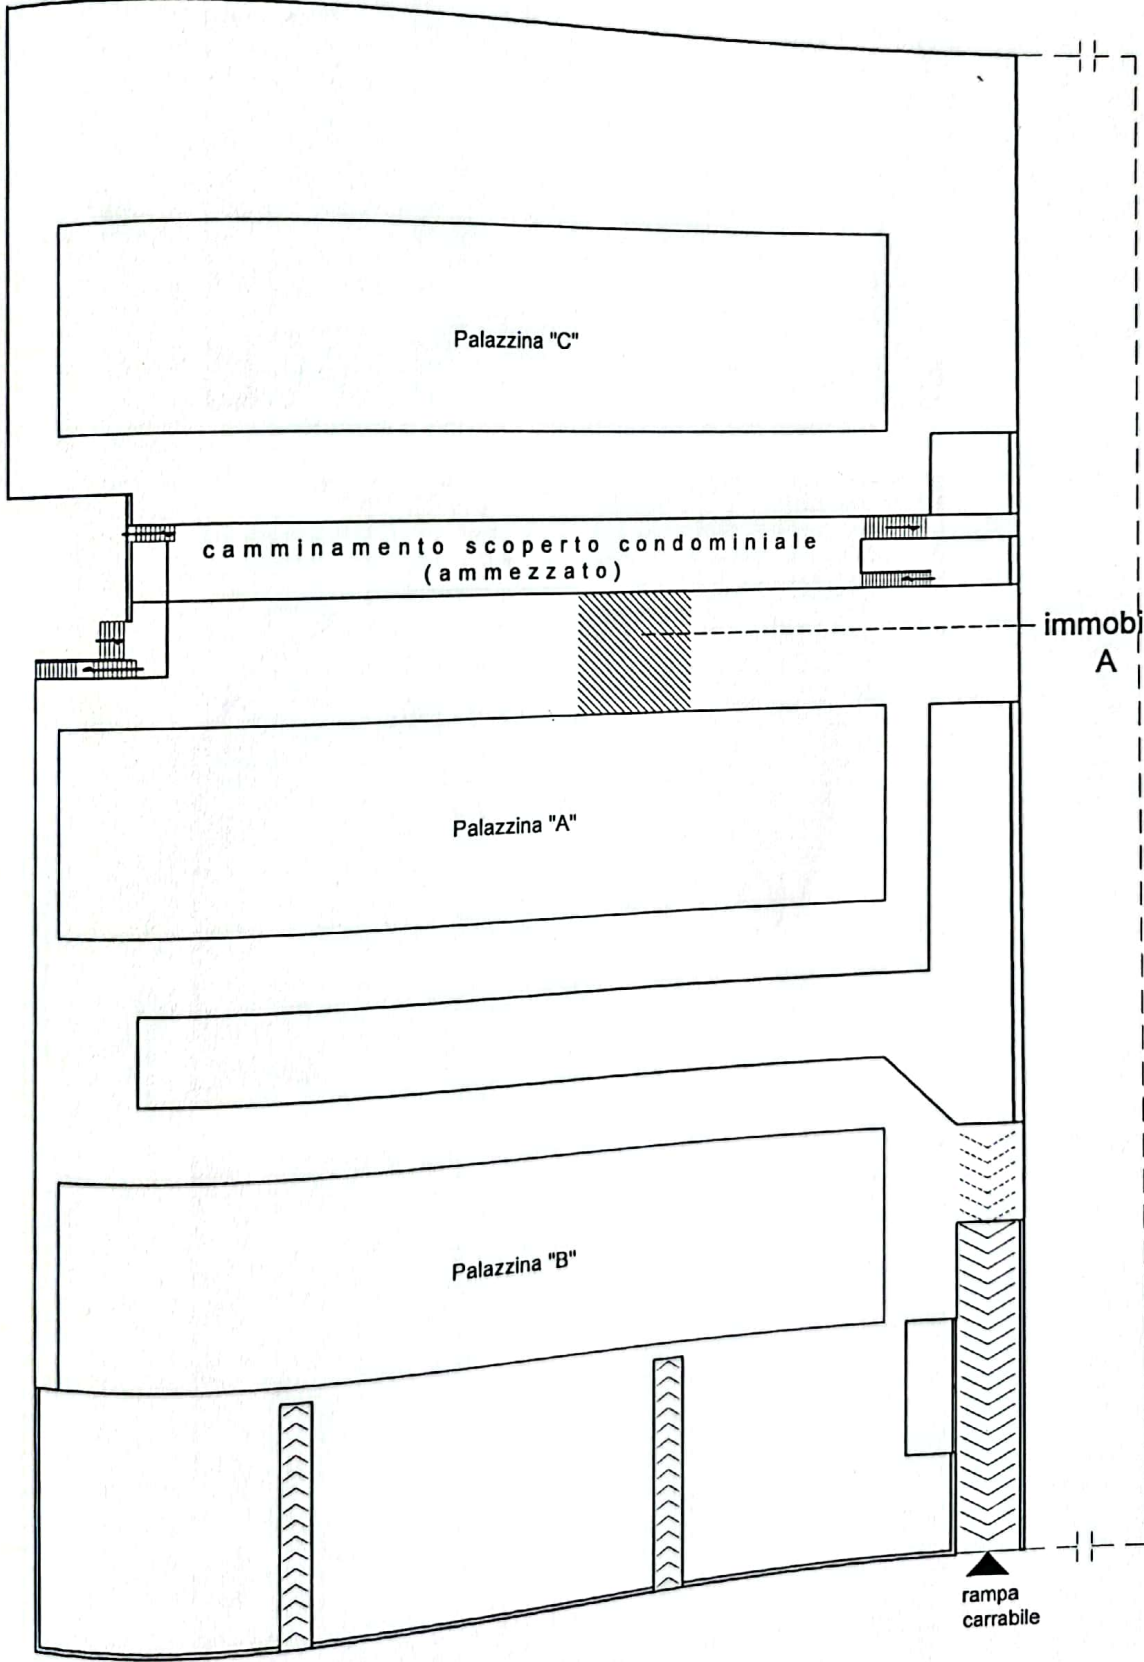 Palazzina "C"
camminamento scoperto condominiale
(ammezzato)
immobi
A
Palazzina "A"
Palazzina "B"
rampa
carrabile